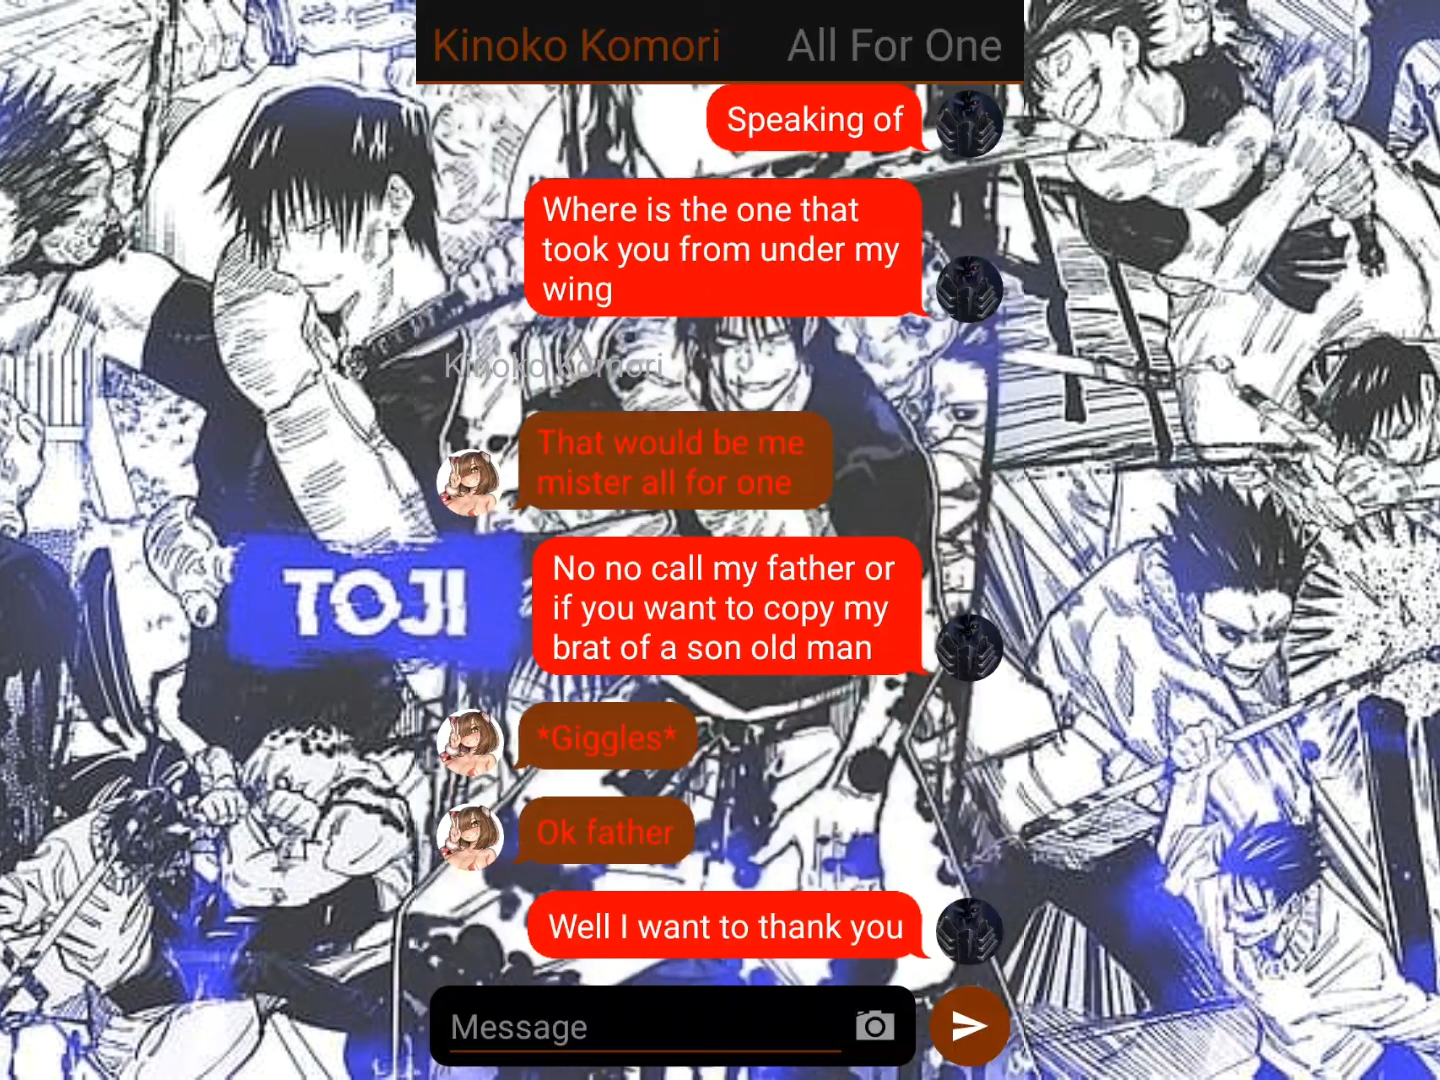 Kinoko Komori All For One
Speaking of
Where is the one that
took you from under my
wing
Kinoko Komori
That would be me
mister all for one
No no call my father or
if you want to copy my
brat of a son old man
TOJI
*Giggles*
Ok father
Well I want to thank you
Message